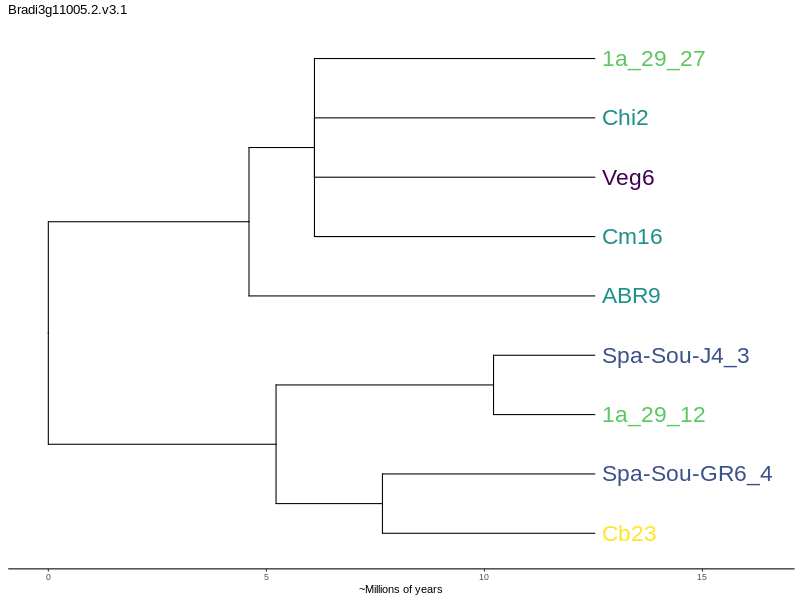 Bradi3g11005.2.v3.1
1a_29_27
Chi2
Veg6
Cm16
ABR9
Spa-Sou-J4_3
1a_29_12
Spa-Sou-GR6_4
Cb23
0 5 10 15
~Millions of years